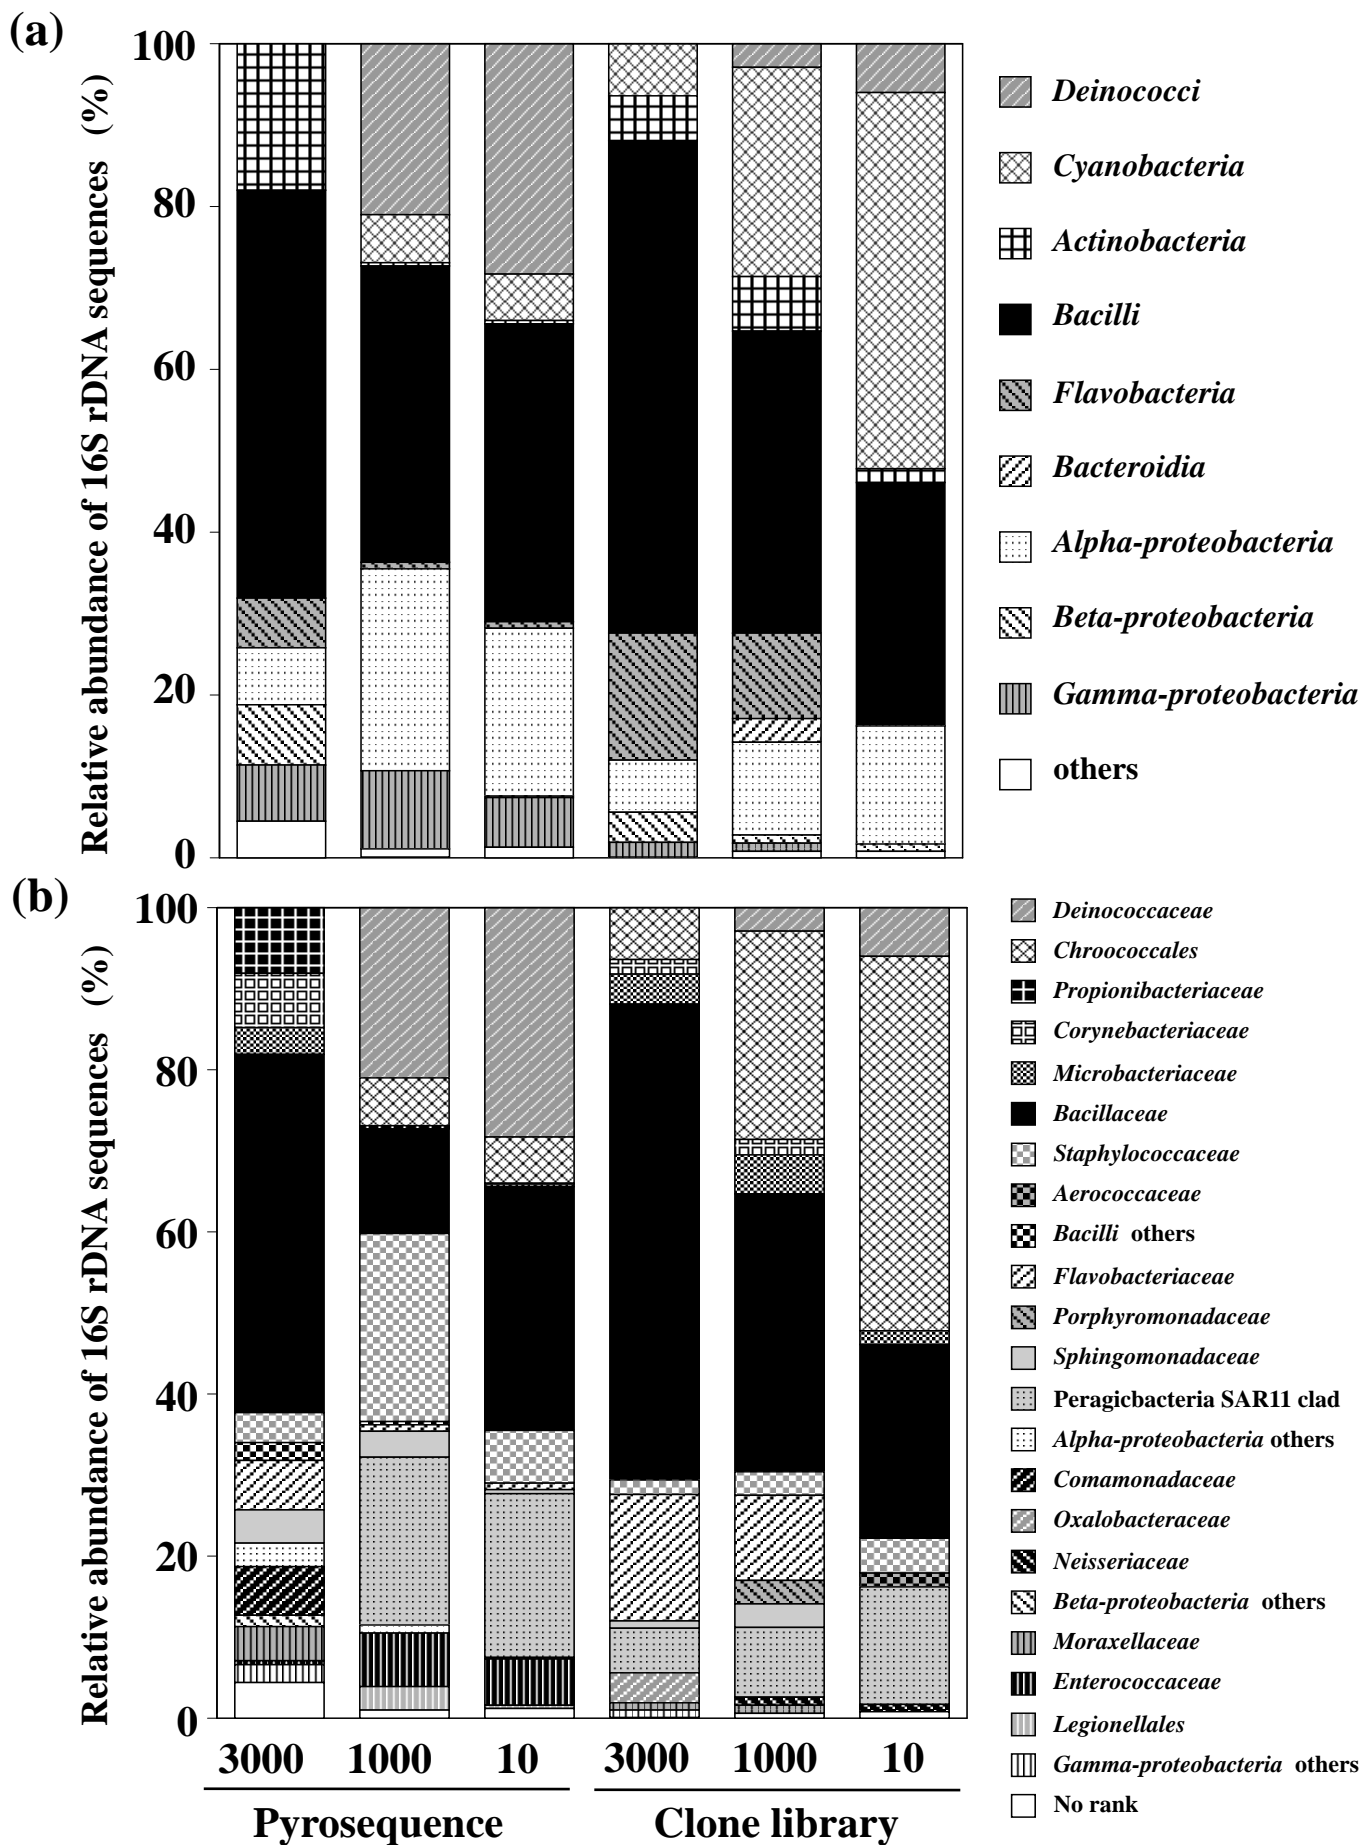 (a)
Relative abundance of 16S rDNA sequences (%)
100
80
60
40
20
0
Deinococci
Cyanobacteria
Actinobacteria
Bacilli
Flavobacteria
Bacteroidia
Alpha-proteobacteria
Beta-proteobacteria
Gamma-proteobacteria
others
(b)
Relative abundance of 16S rDNA sequences (%)
100
80
60
40
20
0
Deinococcaceae
Chroococcales
Propionibacteriaceae
Corynebacteriaceae
Microbacteriaceae
Bacillaceae
Staphylococcaceae
Aerococcaceae
Bacilli others
Flavobacteriaceae
Porphyromonadaceae
Sphingomonadaceae
Peragicbacteria SAR11 clad
Alpha-proteobacteria others
Comamonadaceae
Oxalobacteraceae
Neisseriaceae
Beta-proteobacteria others
Moraxellaceae
Enterococcaceae
Legionellales
Gamma-proteobacteria others
No rank
3000 1000 10 3000 1000 10
Pyrosequence Clone library